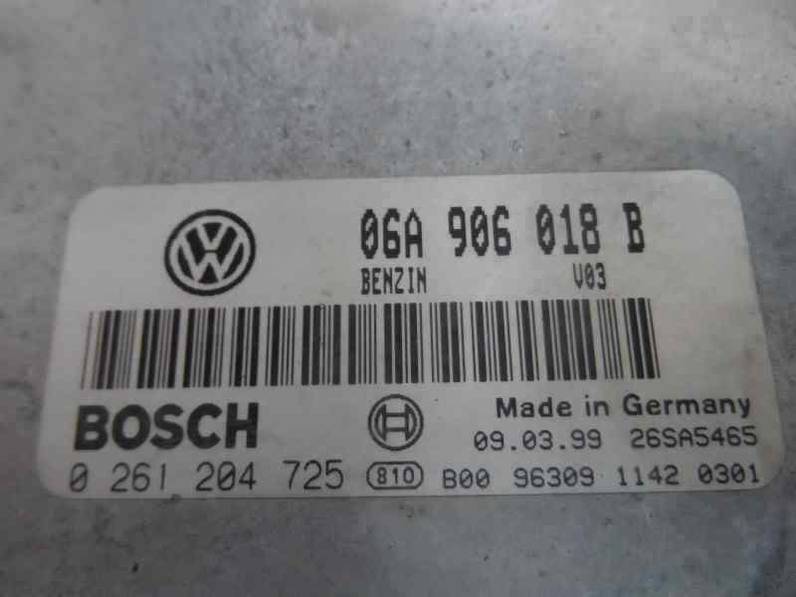 06A 906 018 B
BENZIN V03
BOSCH
Made in Germany
09.03.99 26SA5465
0 261 204 725 810 B00 96309 1142 0301